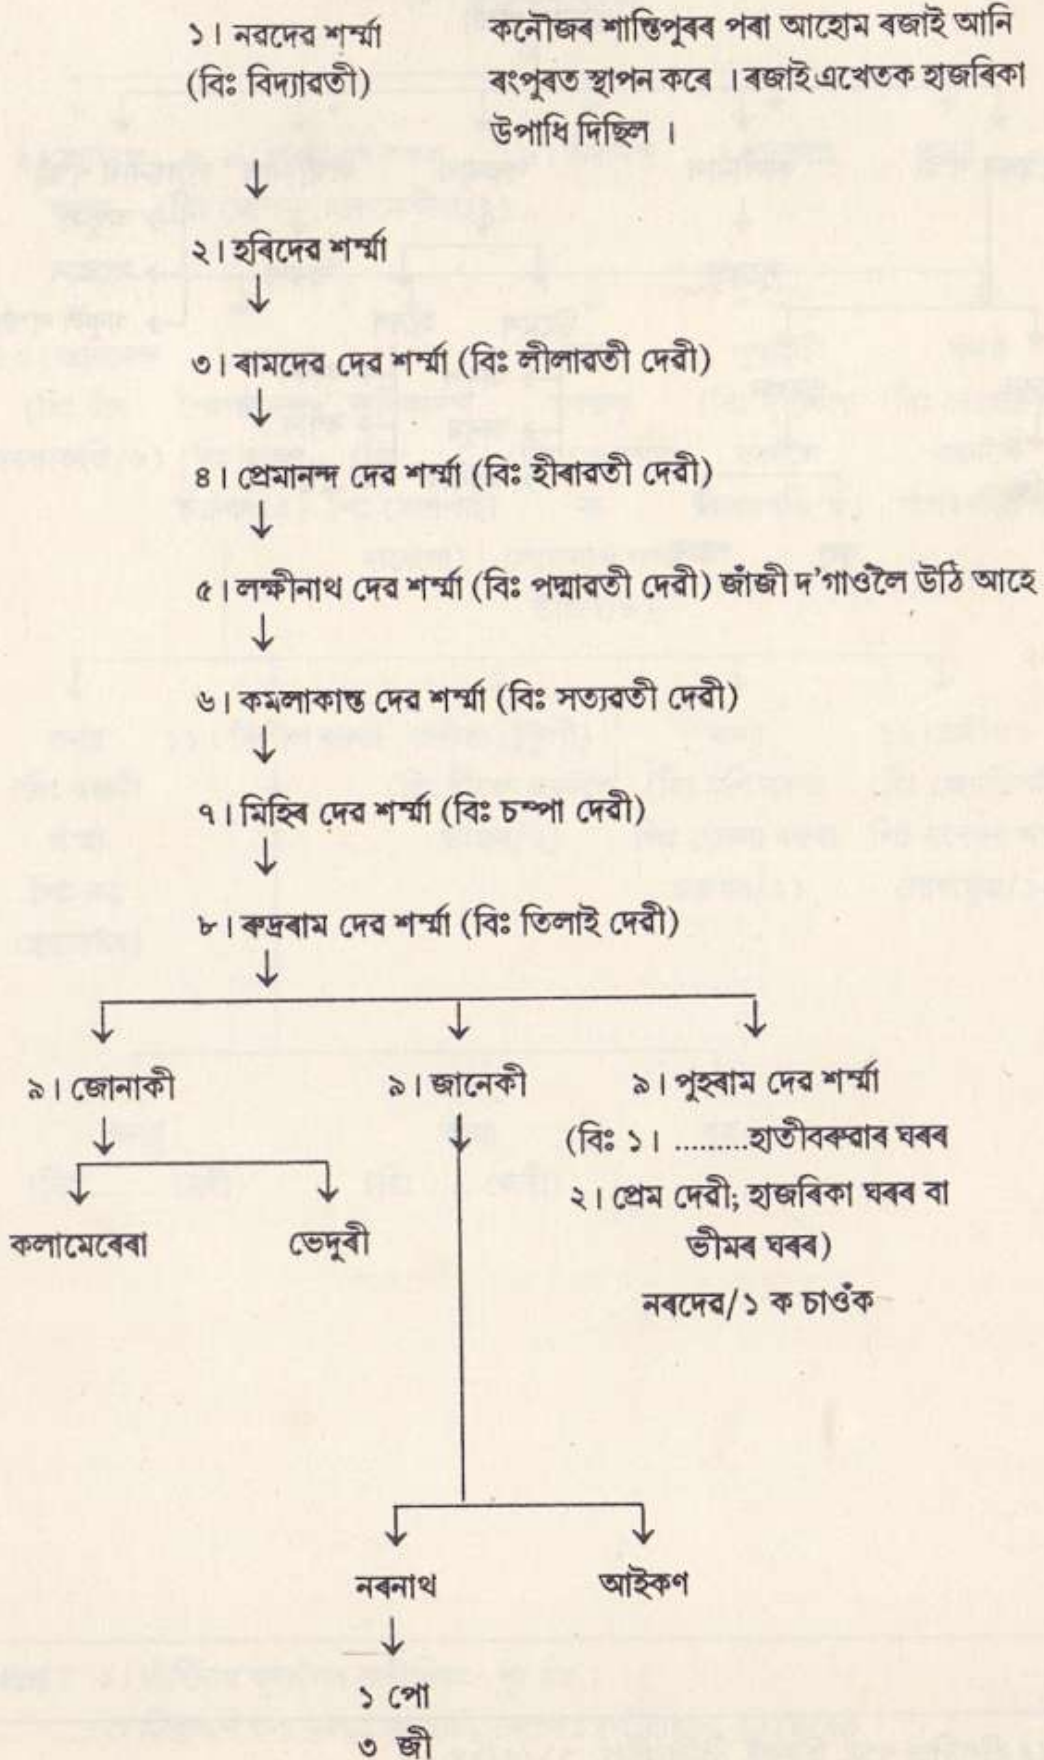 ১। নৱদেৱ শৰ্ম্মা
(বিঃ বিদ্যাৱতী)
কনৌজৰ শান্তিপুৰৰ পৰা আহোম ৰজাই আনি
ৰংপুৰত স্থাপন কৰে । ৰজাই এখেতক হাজৰিকা
উপাধি দিছিল ।
২। হৰিদেৱ শৰ্ম্মা
৩। ৰামদেৱ দেৱ শৰ্ম্মা (বিঃ লীলাৱতী দেৱী)
৪। প্ৰেমানন্দ দেৱ শৰ্ম্মা (বিঃ হীৰাৱতী দেৱী)
৫। লক্ষীনাথ দেৱ শৰ্ম্মা (বিঃ পদ্মাৱতী দেৱী) জাঁজী দ'গাওঁলৈ উঠি আহে
৬। কমলাকান্ত দেৱ শৰ্ম্মা (বিঃ সত্যৱতী দেৱী)
৭। মিহিৰ দেৱ শৰ্ম্মা (বিঃ চম্পা দেৱী)
৮। ৰুদ্ৰৰাম দেৱ শৰ্ম্মা (বিঃ তিলাই দেৱী)
৯। জোনাকী
৯। জানেকী
৯। পুহৰাম দেৱ শৰ্ম্মা
(বিঃ ১। .........হাতীবৰুৱাৰ ঘৰৰ
২। প্ৰেম দেৱী; হাজৰিকা ঘৰৰ বা
ভীমৰ ঘৰৰ)
নৰদেৱ/১ ক চাওঁক
কলামেৰেৰা
ভেদুৰী
নৰনাথ
আইকণ
১ পো
৩ জী